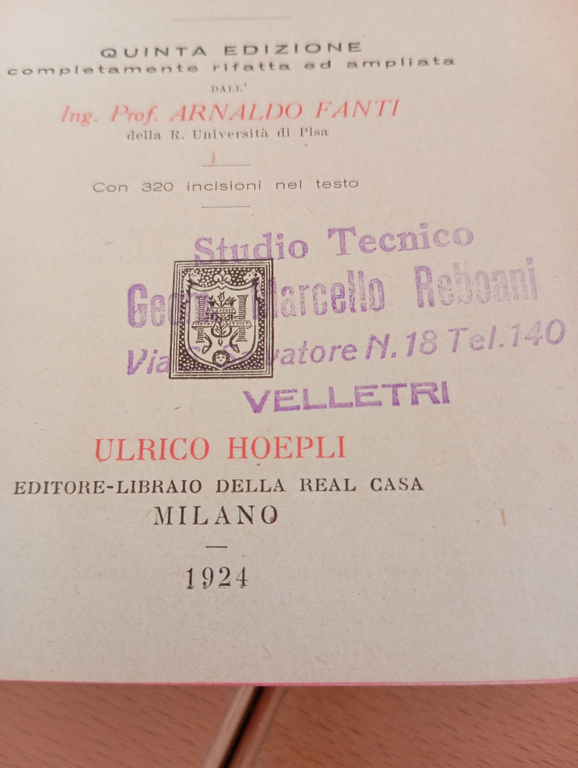 QUINTA EDIZIONE
completamente rifatta ed ampliata
DALL'
Ing. Prof. ARNALDO FANTI
della R. Università di Pisa
Con 320 incisioni nel testo
Studio Tecnico
Marcello Reboani
Via N. 18 Tel. 140
VELLETRI
ULRICO HOEPLI
EDITORE-LIBRAIO DELLA REAL CASA
MILANO
1924